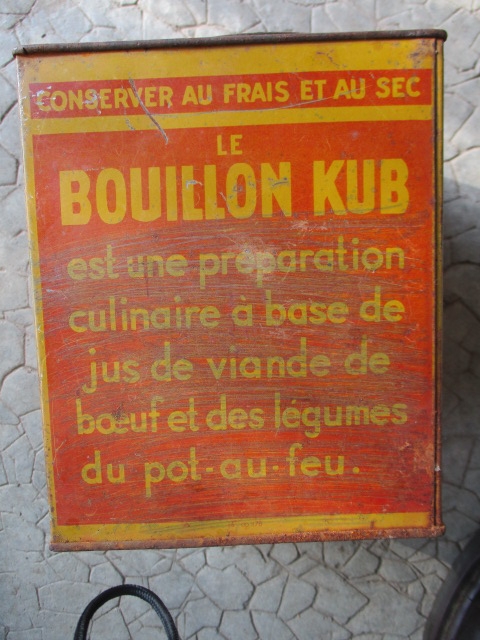 CONSERVER AU FRAIS ET AU SEC
LE
BOUILLON KUB
est une préparation
culinaire à base de
jus de viande de
bœuf et des légumes
du pot-au-feu.